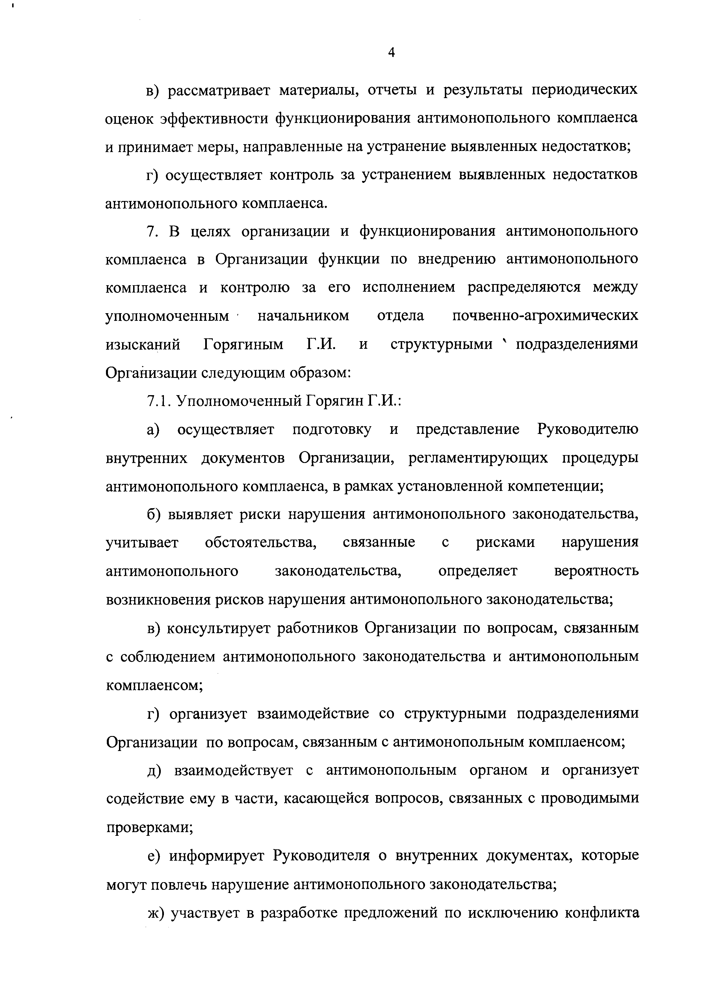 4
в) рассматривает материалы, отчеты и результаты периодических
оценок эффективности функционирования антимонопольного комплаенса
и принимает меры, направленные на устранение выявленных недостатков;
г) осуществляет контроль за устранением выявленных недостатков
антимонопольного комплаенса.
7. В целях организации и функционирования антимонопольного
комплаенса в Организации функции по внедрению антимонопольного
комплаенса и контролю за его исполнением распределяются между
уполномоченным начальником отдела почвенно-агрохимических
изысканий Горягиным Г.И. и структурными подразделениями
Организации следующим образом:
7.1. Уполномоченный Горягин Г.И.:
а) осуществляет подготовку и представление Руководителю
внутренних документов Организации, регламентирующих процедуры
антимонопольного комплаенса, в рамках установленной компетенции;
б) выявляет риски нарушения антимонопольного законодательства,
учитывает обстоятельства, связанные с рисками нарушения
антимонопольного законодательства, определяет вероятность
возникновения рисков нарушения антимонопольного законодательства;
в) консультирует работников Организации по вопросам, связанным
с соблюдением антимонопольного законодательства и антимонопольным
комплаенсом;
г) организует взаимодействие со структурными подразделениями
Организации по вопросам, связанным с антимонопольным комплаенсом;
д) взаимодействует с антимонопольным органом и организует
содействие ему в части, касающейся вопросов, связанных с проводимыми
проверками;
е) информирует Руководителя о внутренних документах, которые
могут повлечь нарушение антимонопольного законодательства;
ж) участвует в разработке предложений по исключению конфликта